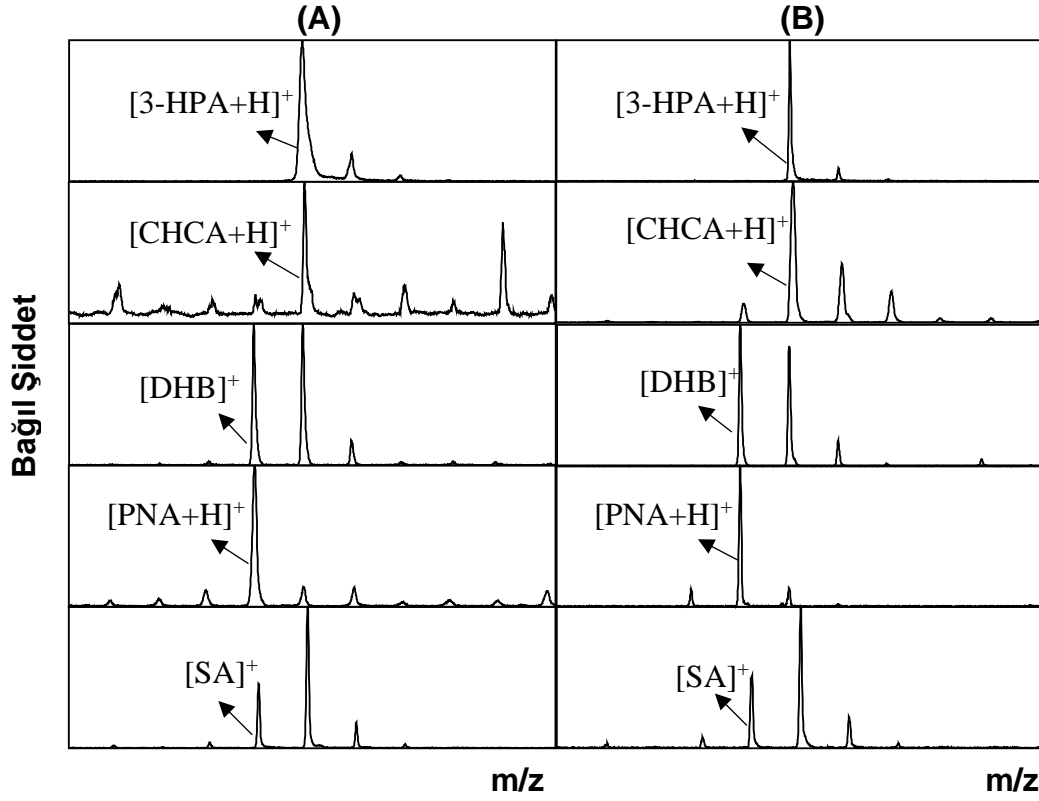 (A) (B)
[3-HPA+H]⁺ [3-HPA+H]⁺
[CHCA+H]⁺ [CHCA+H]⁺
[DHB]⁺ [DHB]⁺
[PNA+H]⁺ [PNA+H]⁺
[SA]⁺ [SA]⁺
Bağıl Şiddet
m/z m/z